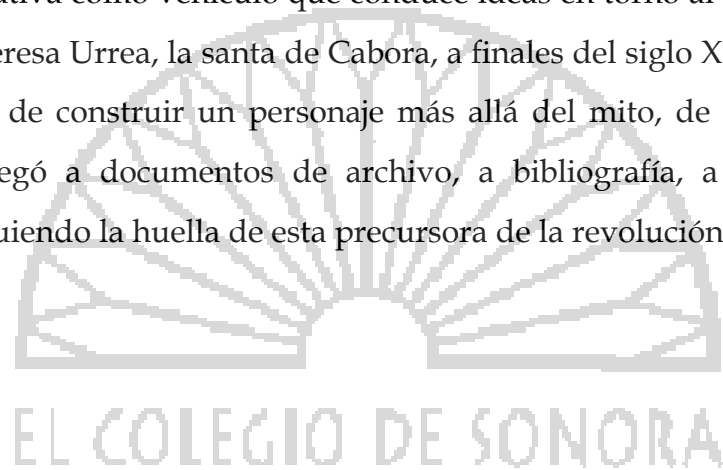 ativa como vehículo que conduce ideas en torno al
eresa Urrea, la santa de Cabora, a finales del siglo X
de construir un personaje más allá del mito, de
egó a documentos de archivo, a bibliografía, a
uiendo la huella de esta precursora de la revolución
EL COLEGIO DE SONORA